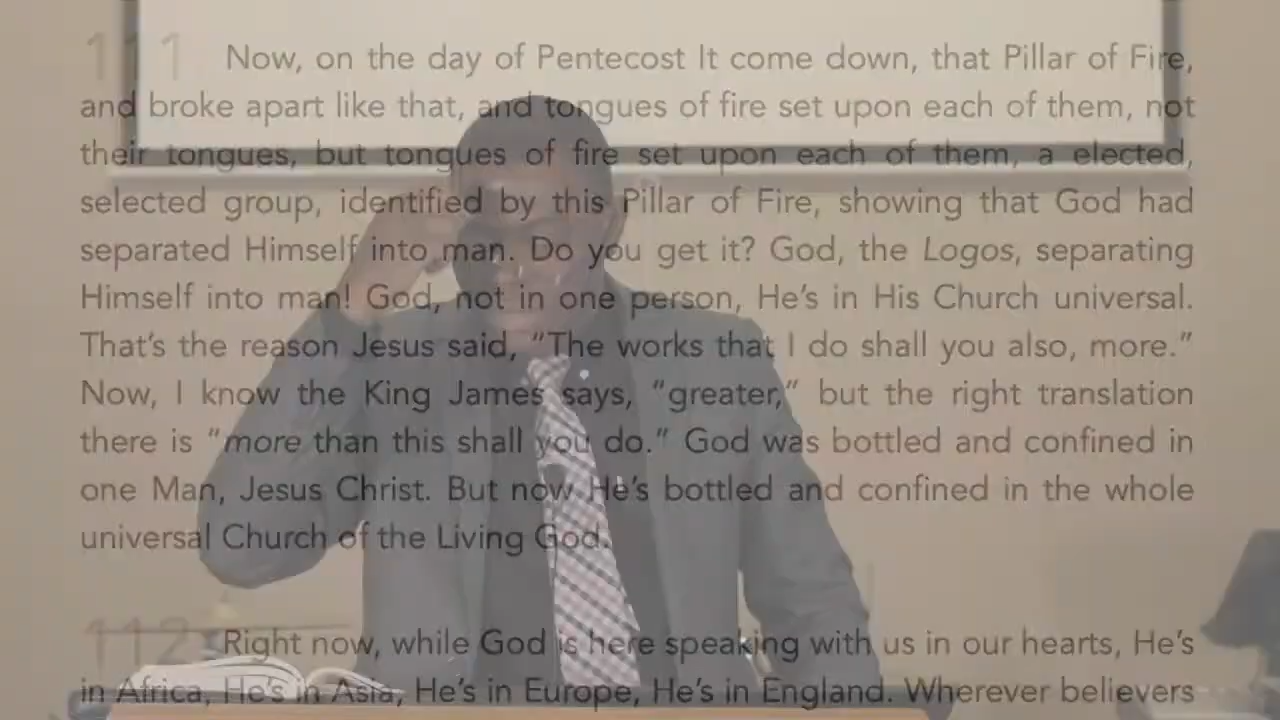 111 Now, on the day of Pentecost It come down, that Pillar of Fire,
and broke apart like that, and tongues of fire set upon each of them, not
their tongues, but tongues of fire set upon each of them, a elected,
selected group, identified by this Pillar of Fire, showing that God had
separated Himself into man. Do you get it? God, the Logos, separating
Himself into man! God, not in one person, He’s in His Church universal.
That’s the reason Jesus said, “The works that I do shall you also, more.”
Now, I know the King James says, “greater,” but the right translation
there is “more than this shall you do.” God was bottled and confined in
one Man, Jesus Christ. But now He’s bottled and confined in the whole
universal Church of the Living God.
112 Right now, while God is here speaking with us in our hearts, He’s
in Africa, He’s in Asia, He’s in Europe, He’s in England. Wherever believers